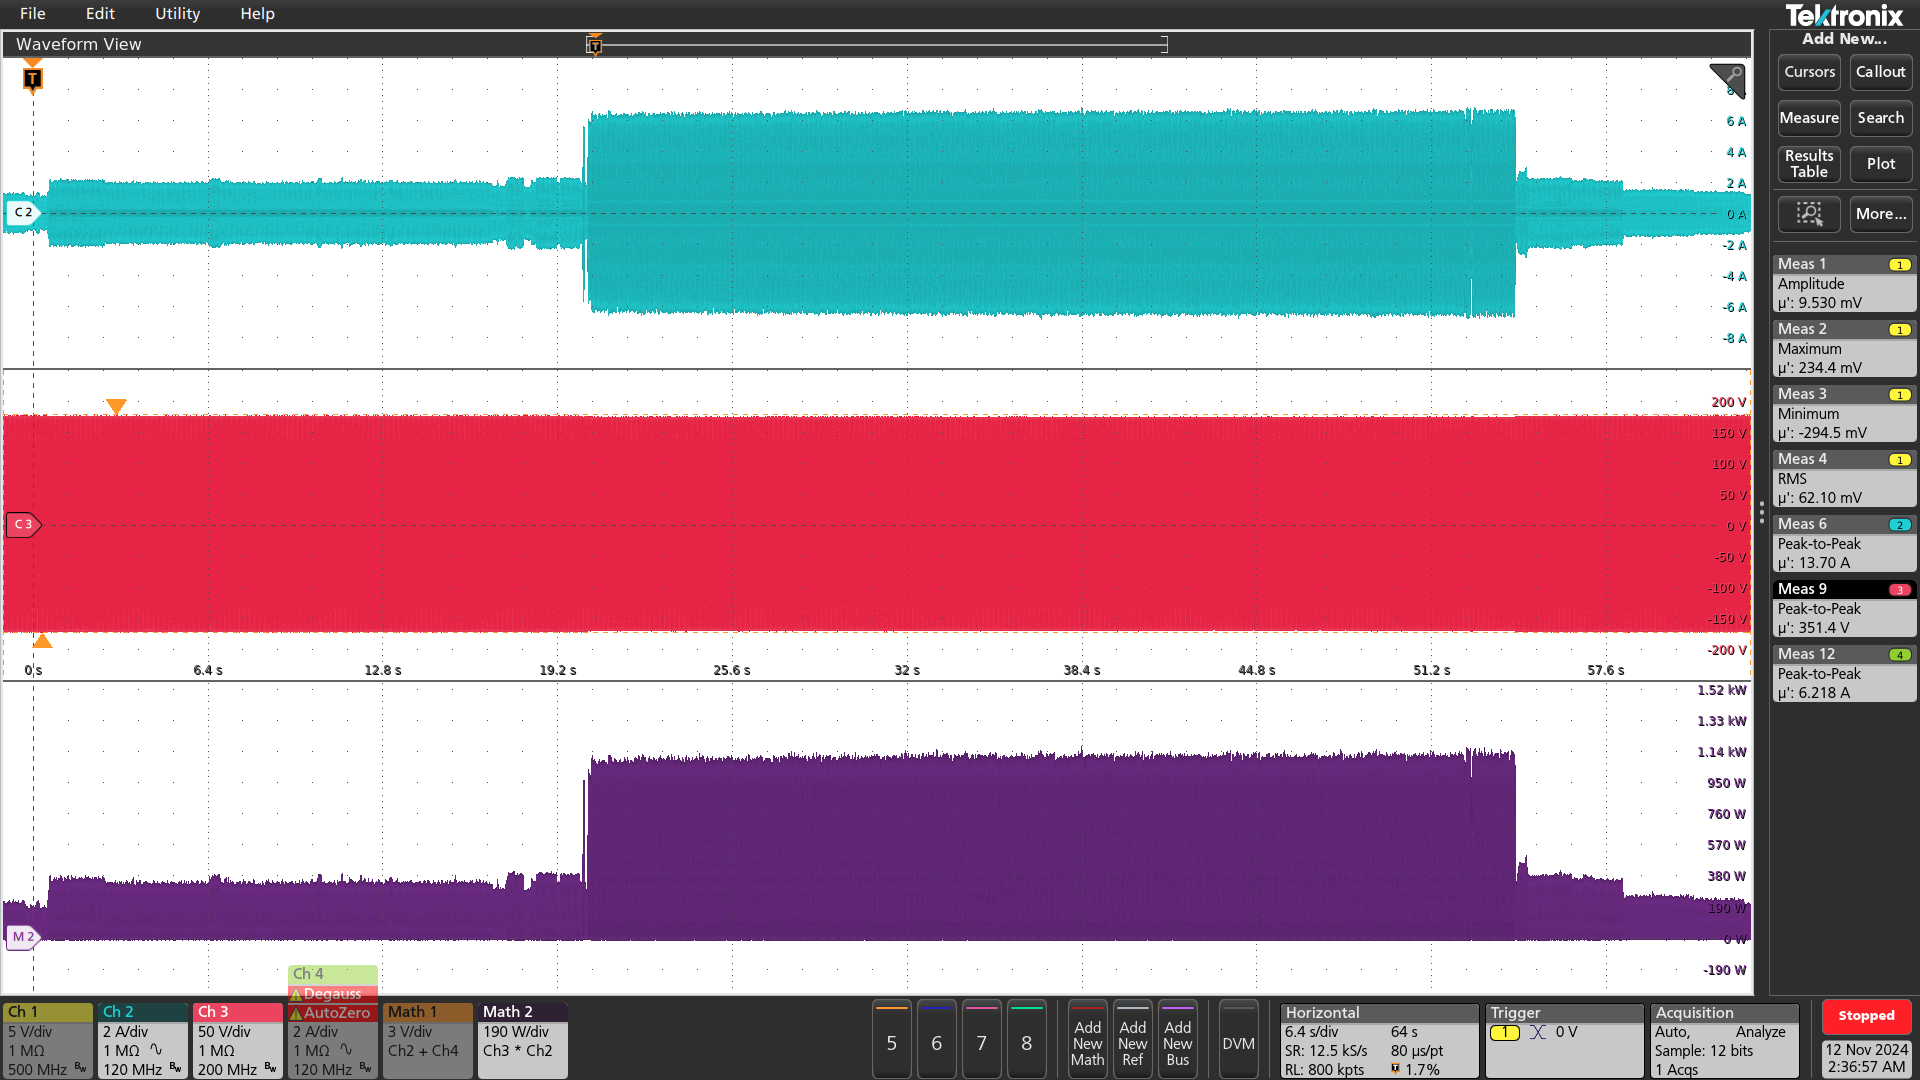 File Edit Utility Help
Tektronix
Waveform View
Add New...
T
T
Cursors Callout
Measure Search
Results Table Plot
More...
6 A
4 A
2 A
C 2
0 A
-2 A
-4 A
-6 A
-8 A
200 V
150 V
100 V
50 V
C 3
0 V
-50 V
-100 V
-150 V
-200 V
0 s 6.4 s 12.8 s 19.2 s 25.6 s 32 s 38.4 s 44.8 s 51.2 s 57.6 s
1.52 kW
1.33 kW
1.14 kW
950 W
760 W
570 W
380 W
190 W
M 2
0 W
-190 W
Meas 1 1
Amplitude
µ': 9.530 mV
Meas 2 1
Maximum
µ': 234.4 mV
Meas 3 1
Minimum
µ': -294.5 mV
Meas 4 1
RMS
µ': 62.10 mV
Meas 6 2
Peak-to-Peak
µ': 13.70 A
Meas 9 3
Peak-to-Peak
µ': 351.4 V
Meas 12 4
Peak-to-Peak
µ': 6.218 A
Ch 1
5 V/div
1 MΩ
500 MHz Bw
Ch 2
2 A/div
1 MΩ
120 MHz Bw
Ch 3
50 V/div
1 MΩ
200 MHz Bw
Ch 4
Degauss
AutoZero
2 A/div
1 MΩ
120 MHz Bw
Math 1
3 V/div
Ch2 + Ch4
Math 2
190 W/div
Ch3 * Ch2
5 6 7 8
Add New Math
Add New Ref
Add New Bus
DVM
Horizontal
6.4 s/div 64 s
SR: 12.5 kS/s 80 µs/pt
RL: 800 kpts 1.7%
Trigger
1 0 V
Acquisition
Auto, Analyze
Sample: 12 bits
1 Acqs
Stopped
12 Nov 2024
2:36:57 AM